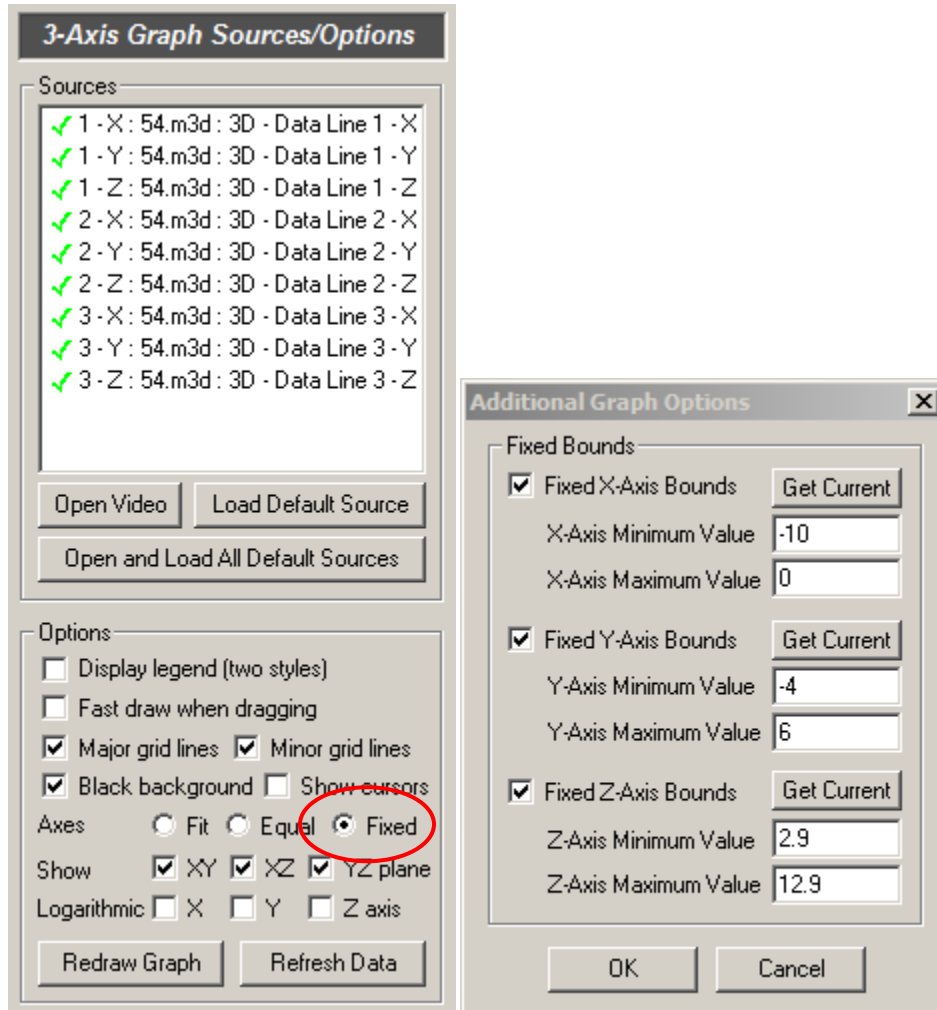 3-Axis Graph Sources/Options
Sources
1 - X : 54.m3d : 3D - Data Line 1 - X
1 - Y : 54.m3d : 3D - Data Line 1 - Y
1 - Z : 54.m3d : 3D - Data Line 1 - Z
2 - X : 54.m3d : 3D - Data Line 2 - X
2 - Y : 54.m3d : 3D - Data Line 2 - Y
2 - Z : 54.m3d : 3D - Data Line 2 - Z
3 - X : 54.m3d : 3D - Data Line 3 - X
3 - Y : 54.m3d : 3D - Data Line 3 - Y
3 - Z : 54.m3d : 3D - Data Line 3 - Z
Open Video Load Default Source
Open and Load All Default Sources
Options
Display legend (two styles)
Fast draw when dragging
Major grid lines Minor grid lines
Black background Show cursors
Axes Fit Equal Fixed
Show XY XZ YZ plane
Logarithmic X Y Z axis
Redraw Graph Refresh Data
Additional Graph Options
Fixed Bounds
Fixed X-Axis Bounds Get Current
X-Axis Minimum Value -10
X-Axis Maximum Value 0
Fixed Y-Axis Bounds Get Current
Y-Axis Minimum Value -4
Y-Axis Maximum Value 6
Fixed Z-Axis Bounds Get Current
Z-Axis Minimum Value 2.9
Z-Axis Maximum Value 12.9
OK Cancel